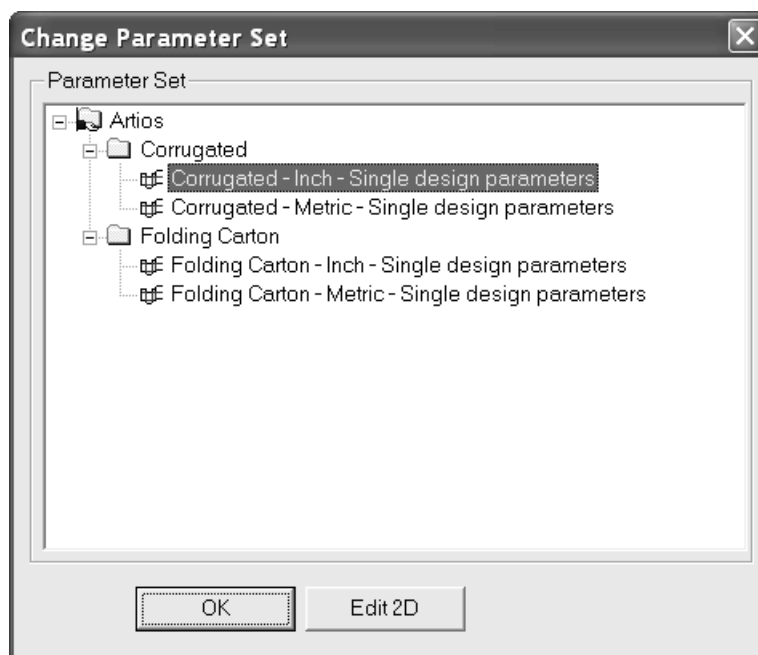 Change Parameter Set
Parameter Set
Artios
Corrugated
Corrugated - Inch - Single design parameters
Corrugated - Metric - Single design parameters
Folding Carton
Folding Carton - Inch - Single design parameters
Folding Carton - Metric - Single design parameters
OK Edit 2D